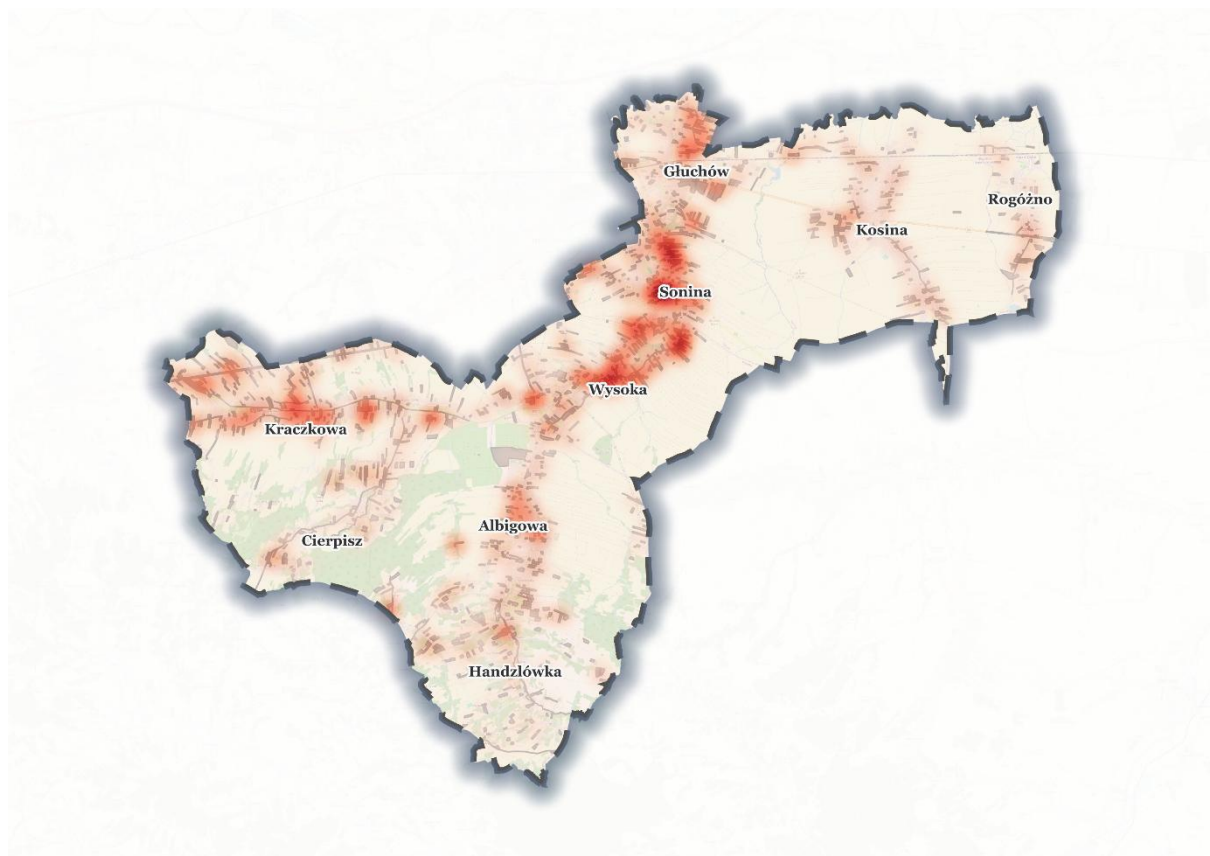 Głuchów
Rogóżno
Kosina
Sonina
Wysoka
Kraczkowa
Albigowa
Cierpisz
Handzlówka